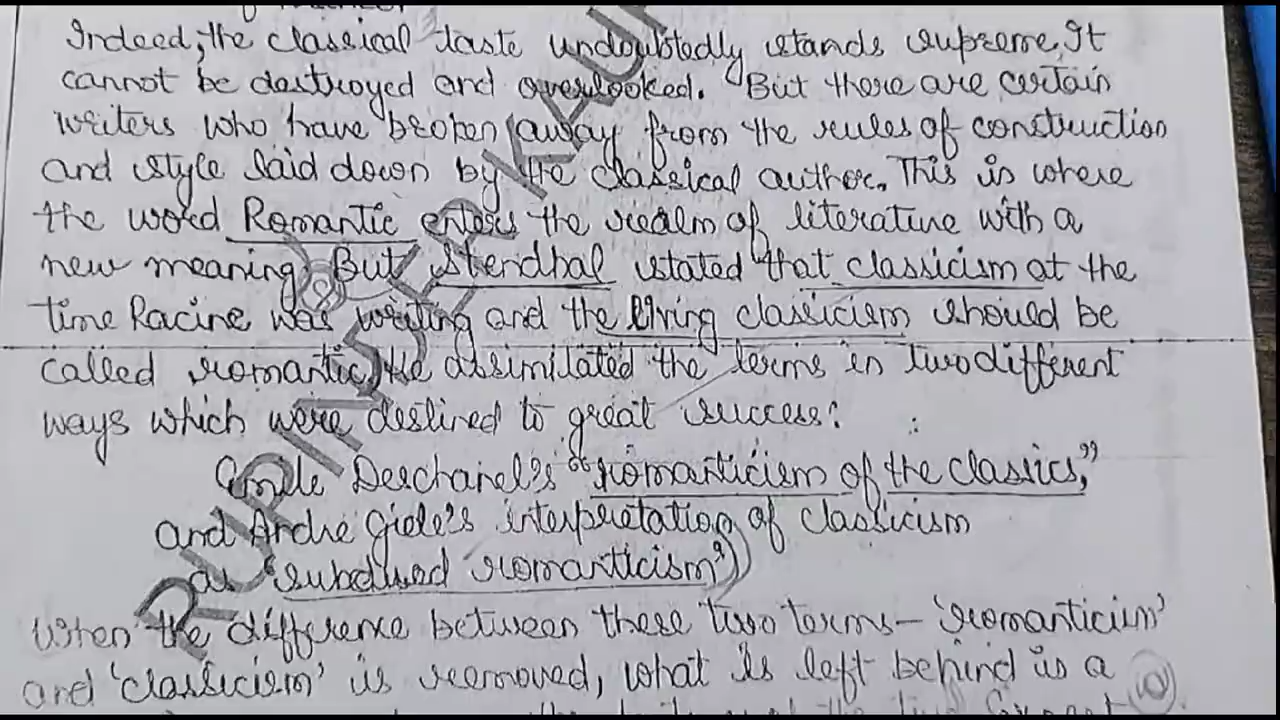 Indeed, the classical taste undoubtedly stands supreme. It
cannot be destroyed and overlooked. But there are certain
writers who have broken away from the rules of construction
and style laid down by the classical author. This is where
the word Romantic enters the realm of literature with a
new meaning. But Stendhal stated that classicism at the
time Racine was writing and the living classicism should be
called romantic. He assimilated the terms in two different
ways which were destined to great success:
Emile Deschanel's "romanticism of the classics,"
and Andre Giele's interpretation of classicism
as 'subdued romanticism'
When the difference between these two terms- 'romanticism'
and 'classicism' is removed, what is left behind is a